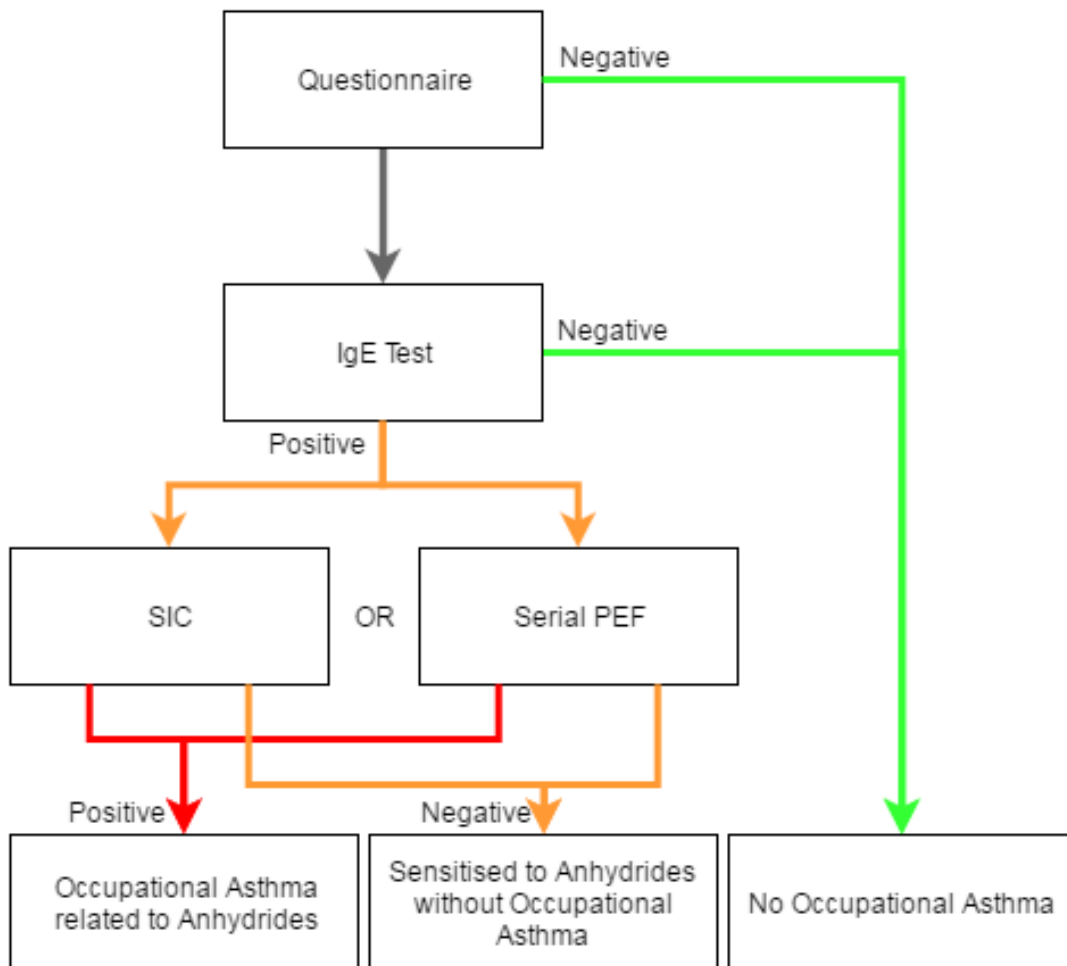 Questionnaire
Negative
IgE Test
Negative
Positive
SIC
OR
Serial PEF
Positive
Negative
Occupational Asthma
related to Anhydrides
Sensitised to Anhydrides
without Occupational
Asthma
No Occupational Asthma